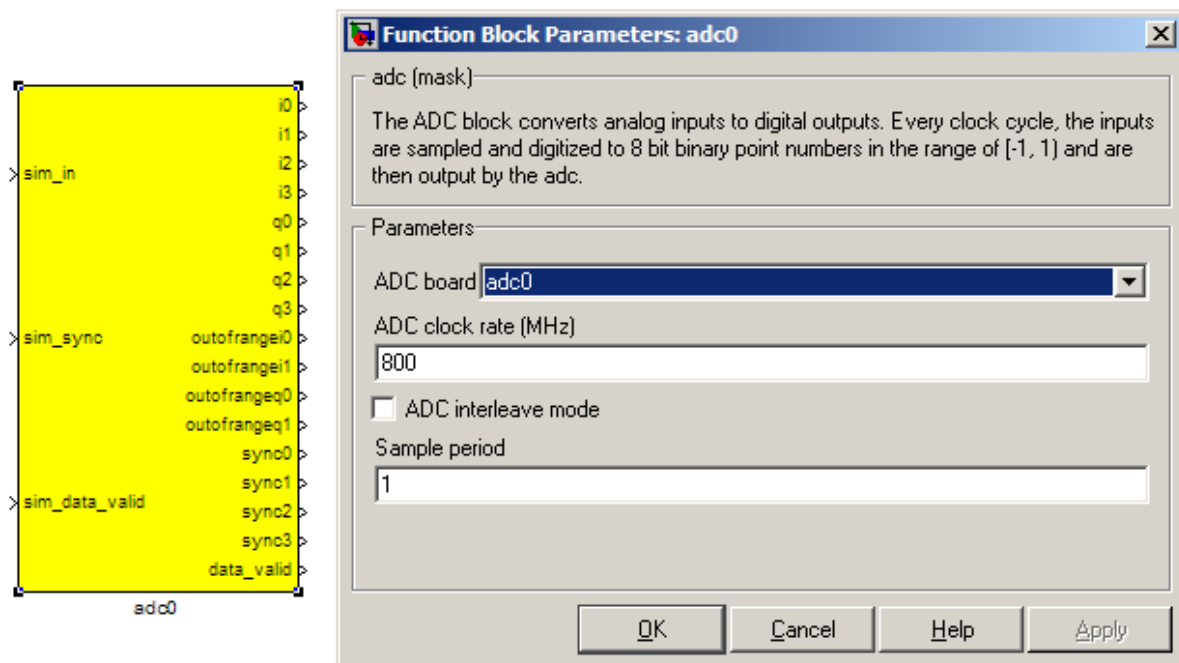 sim_in
sim_sync
sim_data_valid
i0
i1
i2
i3
q0
q1
q2
q3
outofrangei0
outofrangei1
outofrangeq0
outofrangeq1
sync0
sync1
sync2
sync3
data_valid
adc0
Function Block Parameters: adc0
adc (mask)
The ADC block converts analog inputs to digital outputs. Every clock cycle, the inputs
are sampled and digitized to 8 bit binary point numbers in the range of [-1, 1) and are
then output by the adc.
Parameters
ADC board adc0
ADC clock rate (MHz)
800
ADC interleave mode
Sample period
1
OK Cancel Help Apply